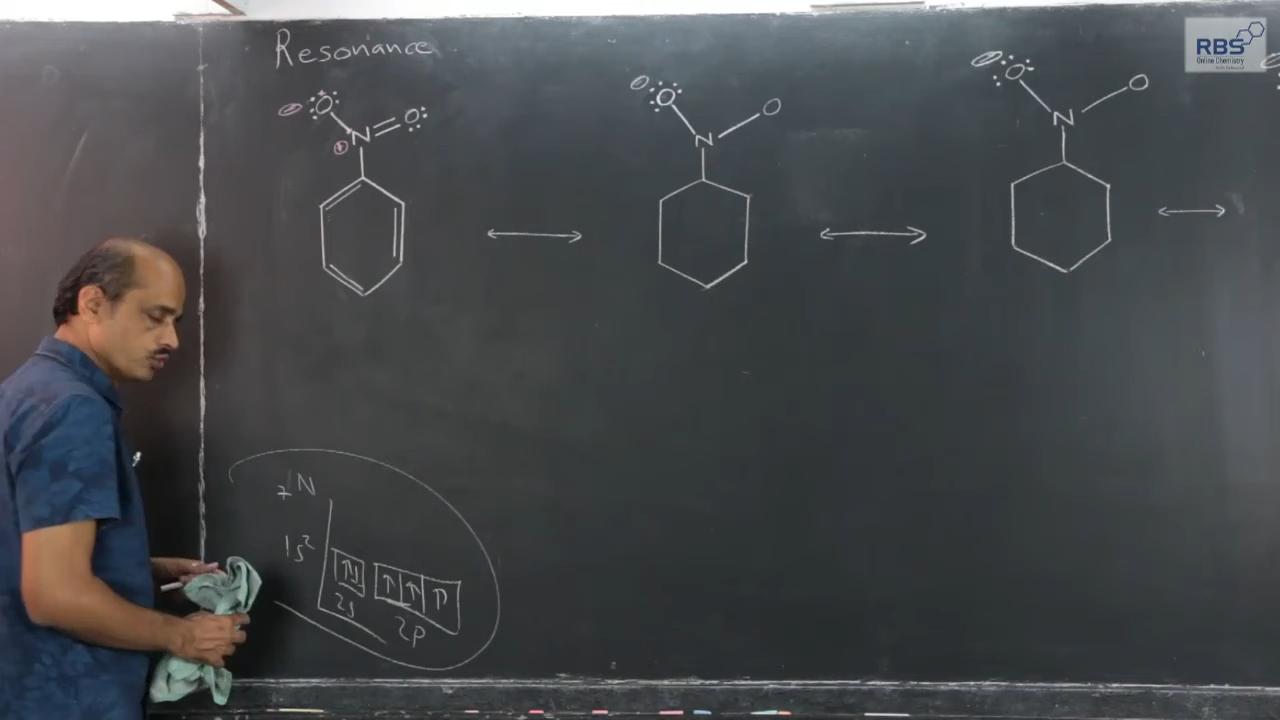 Resonance
RBS
Online Chemistry
O N O
O N O
O N O
7N
1s2
2s
2p